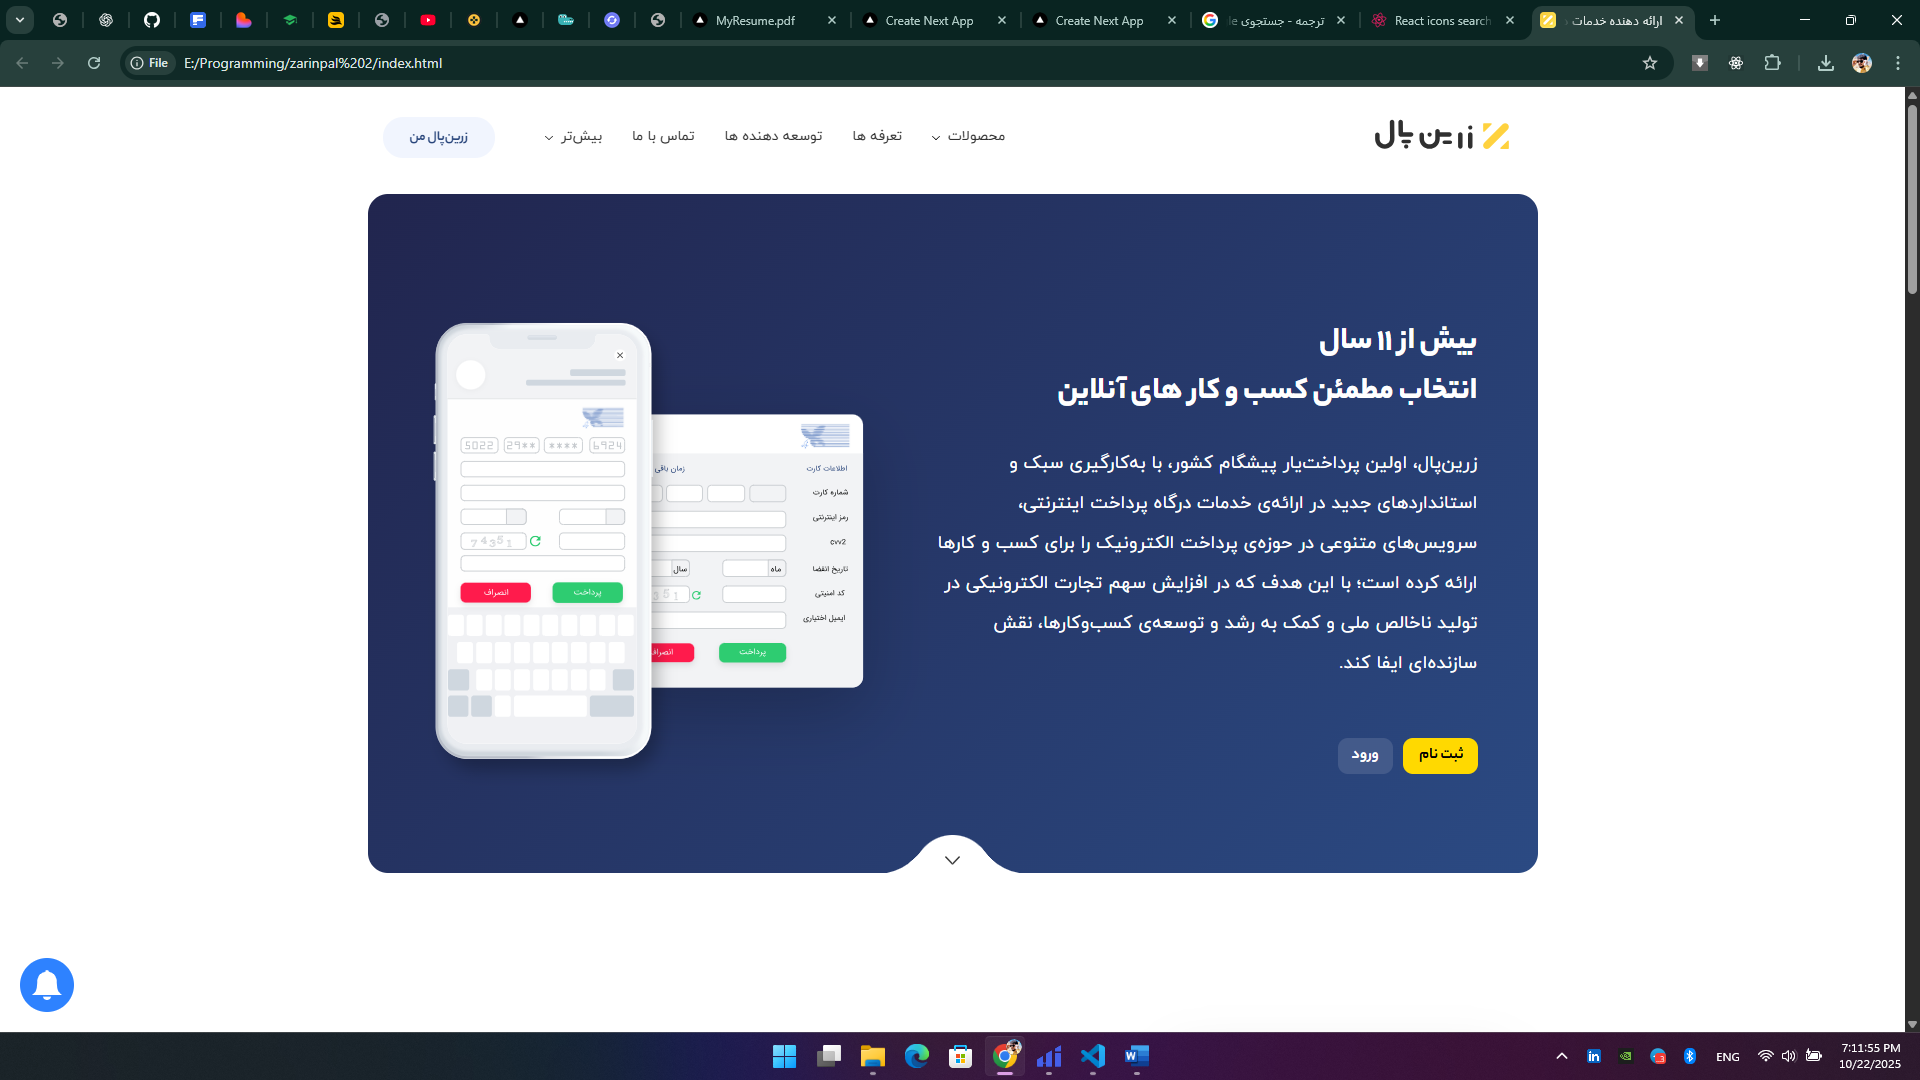 MyResume.pdf
Create Next App
Create Next App
ترجمه - جستجوی
React icons search
ارائه دهنده خدمات
File
E:/Programming/zarinpal%202/index.html
زرین پال
محصولات
تعرفه ها
توسعه دهنده ها
تماس با ما
بیش‌تر
زرین‌پال من
بیش از ۱۱ سال
انتخاب مطمئن کسب و کار های آنلاین
زرین‌پال، اولین پرداخت‌یار پیشگام کشور، با به‌کارگیری سبک و
استانداردهای جدید در ارائه‌ی خدمات درگاه پرداخت اینترنتی،
سرویس‌های متنوعی در حوزه‌ی پرداخت الکترونیک را برای کسب و کارها
ارائه کرده است؛ با این هدف که در افزایش سهم تجارت الکترونیکی در
تولید ناخالص ملی و کمک به رشد و توسعه‌ی کسب‌وکارها، نقش
سازنده‌ای ایفا کند.
ثبت نام
ورود
5022 29** **** 6924
74351
پرداخت
انصراف
اطلاعات کارت
زمان باقی
شماره کارت
رمز اینترنتی
cvv2
تاریخ انقضا
ماه
سال
کد امنیتی
351
ایمیل اختیاری
پرداخت
انصراف
ENG
7:11:55 PM
10/22/2025